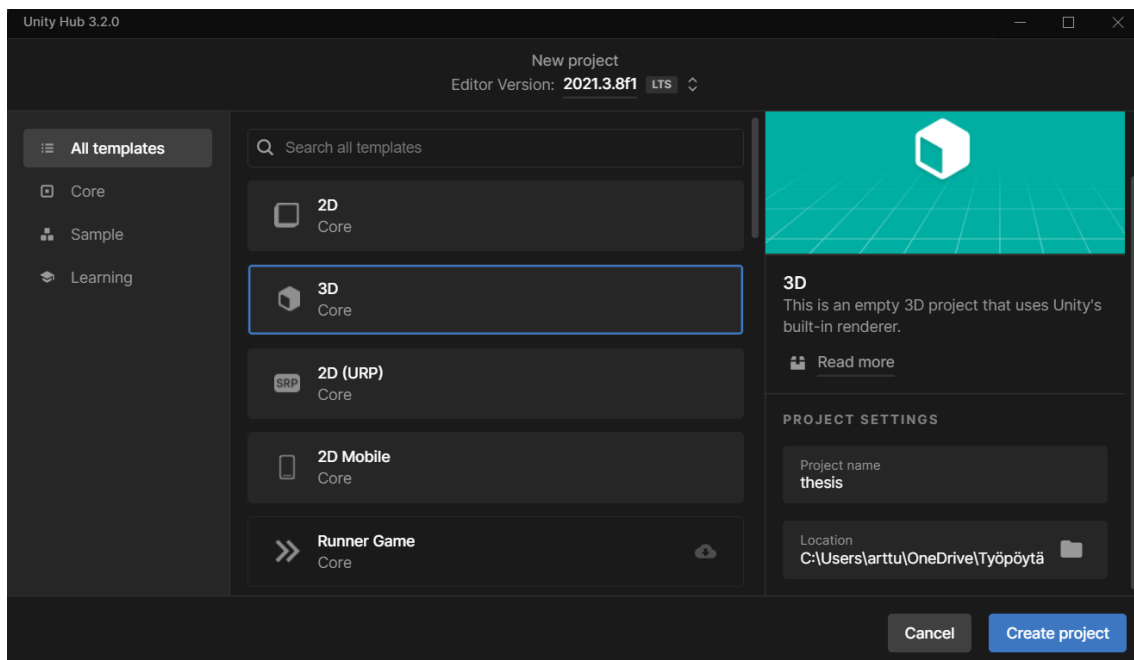 Unity Hub 3.2.0
New project
Editor Version: 2021.3.8f1 LTS
All templates
Core
Sample
Learning
Search all templates
2D
Core
3D
Core
SRP
2D (URP)
Core
2D Mobile
Core
Runner Game
Core
3D
This is an empty 3D project that uses Unity's
built-in renderer.
Read more
PROJECT SETTINGS
Project name
thesis
Location
C:\Users\arttu\OneDrive\Työpöytä
Cancel
Create project